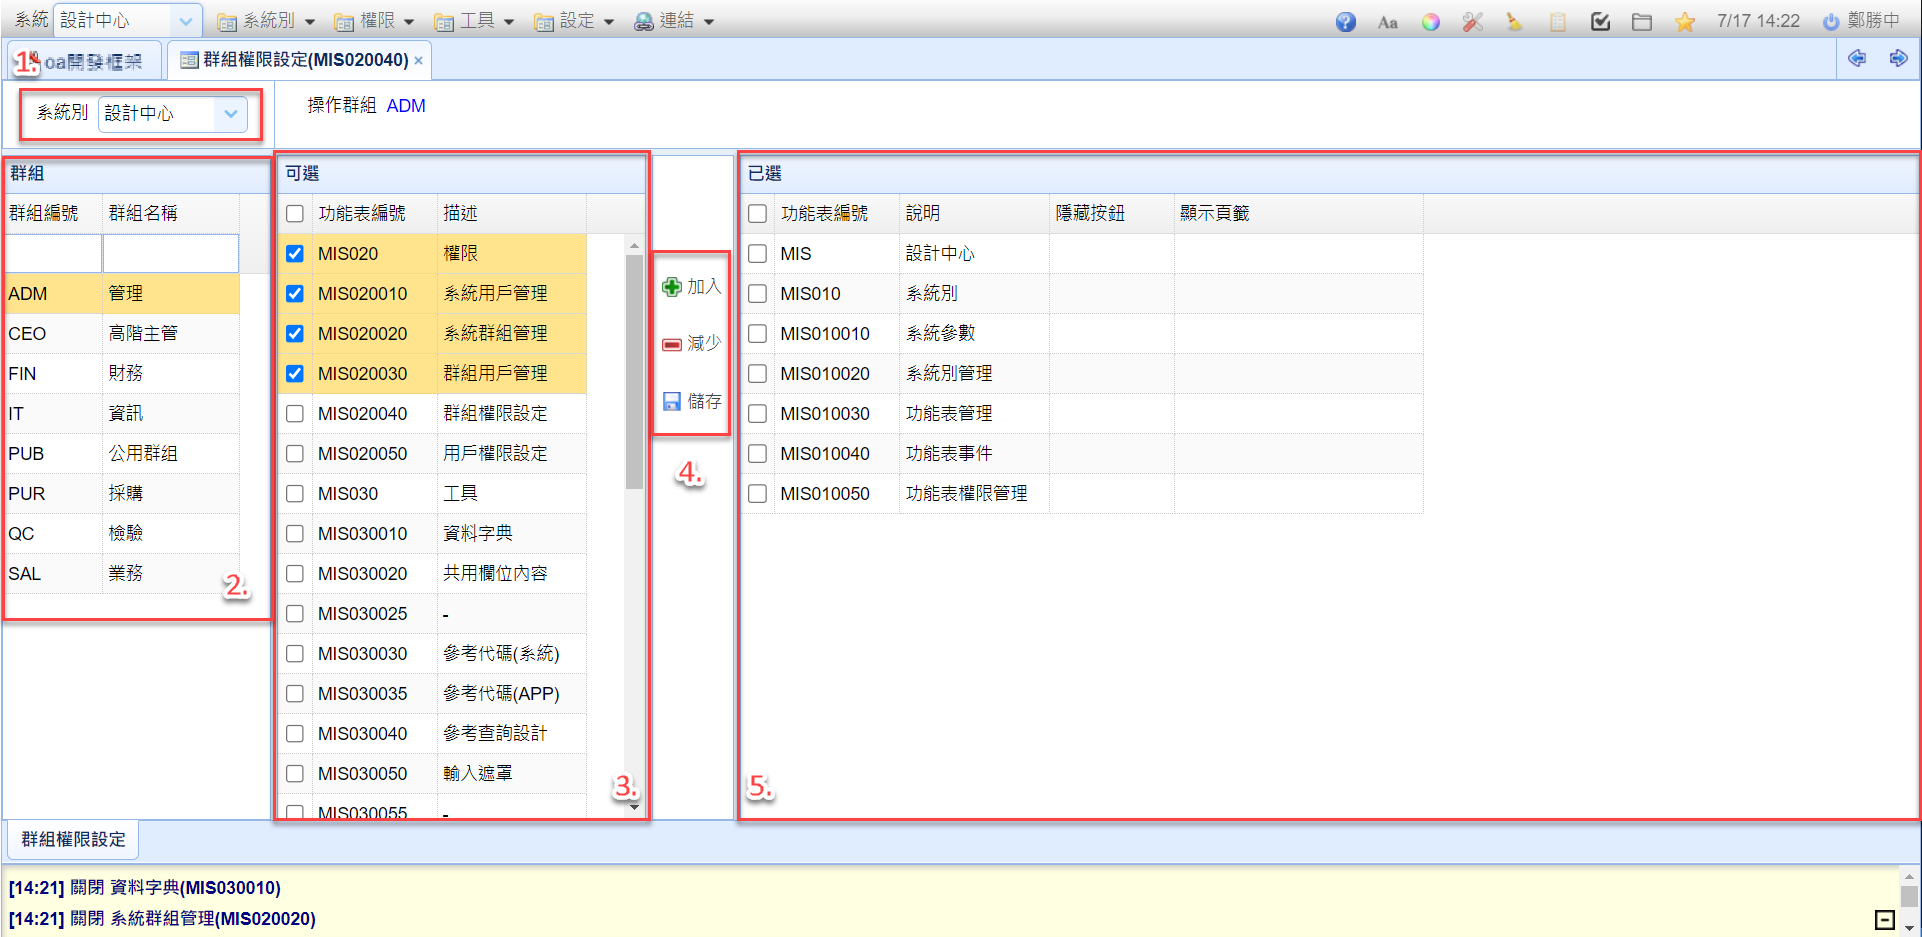 系統 設計中心 系統別 權限 工具 設定 連結 Aa 7/17 14:22 鄭勝中
1. oa開發框架 群組權限設定(MIS020040) ×
系統別 設計中心 操作群組 ADM
群組
群組編號 群組名稱
ADM 管理
CEO 高階主管
FIN 財務
IT 資訊
PUB 公用群組
PUR 採購
QC 檢驗
SAL 業務
2.
可選
功能表編號 描述
MIS020 權限
MIS020010 系統用戶管理
MIS020020 系統群組管理
MIS020030 群組用戶管理
MIS020040 群組權限設定
MIS020050 用戶權限設定
MIS030 工具
MIS030010 資料字典
MIS030020 共用欄位內容
MIS030025 -
MIS030030 參考代碼(系統)
MIS030035 參考代碼(APP)
MIS030040 參考查詢設計
MIS030050 輸入遮罩
MIS030055 -
3.
加入
減少
儲存
4.
已選
功能表編號 說明 隱藏按鈕 顯示頁籤
MIS 設計中心
MIS010 系統別
MIS010010 系統參數
MIS010020 系統別管理
MIS010030 功能表管理
MIS010040 功能表事件
MIS010050 功能表權限管理
5.
群組權限設定
[14:21] 關閉 資料字典(MIS030010)
[14:21] 關閉 系統群組管理(MIS020020)